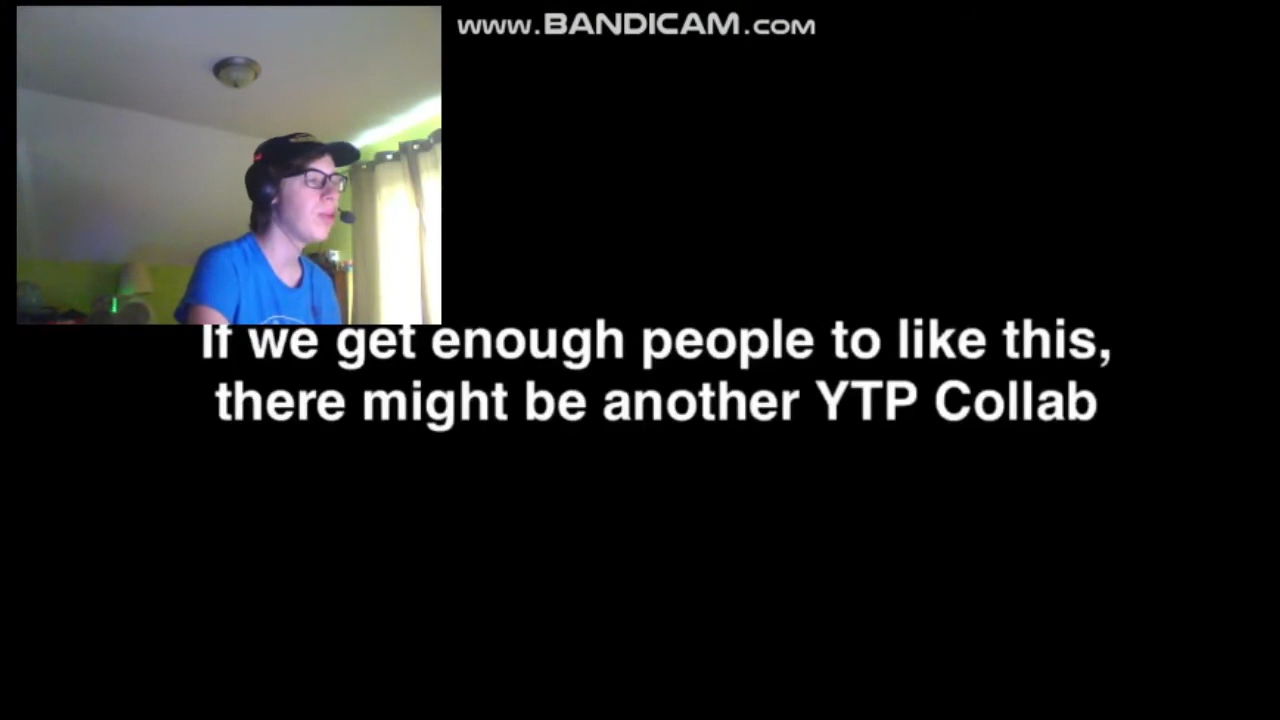 www.BANDICAM.com
If we get enough people to like this,
there might be another YTP Collab